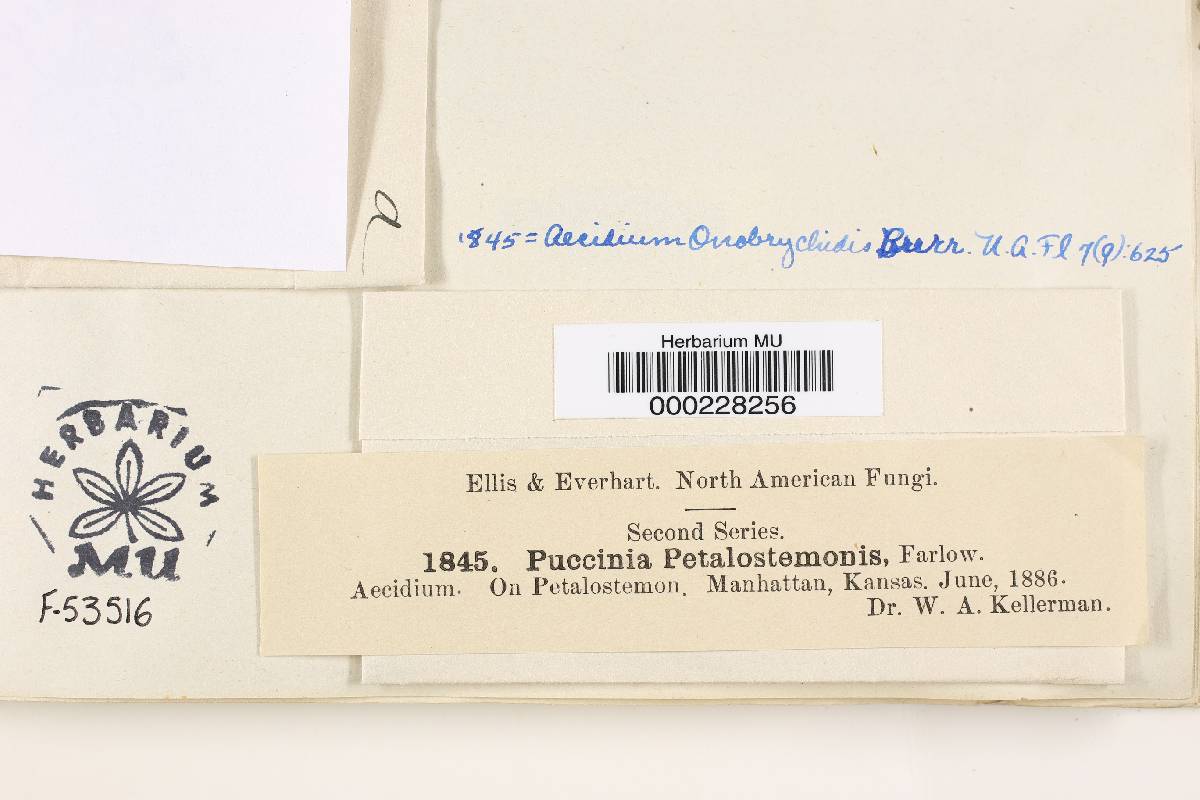 1845 = Aecidium Onobrychidis Burr. N.A.Fl 7(9):625
Herbarium MU
000228256
HERBARIUM
MU
F-53516
Ellis & Everhart. North American Fungi.
Second Series.
1845. Puccinia Petalostemonis, Farlow.
Aecidium. On Petalostemon. Manhattan, Kansas. June, 1886.
Dr. W. A. Kellerman.